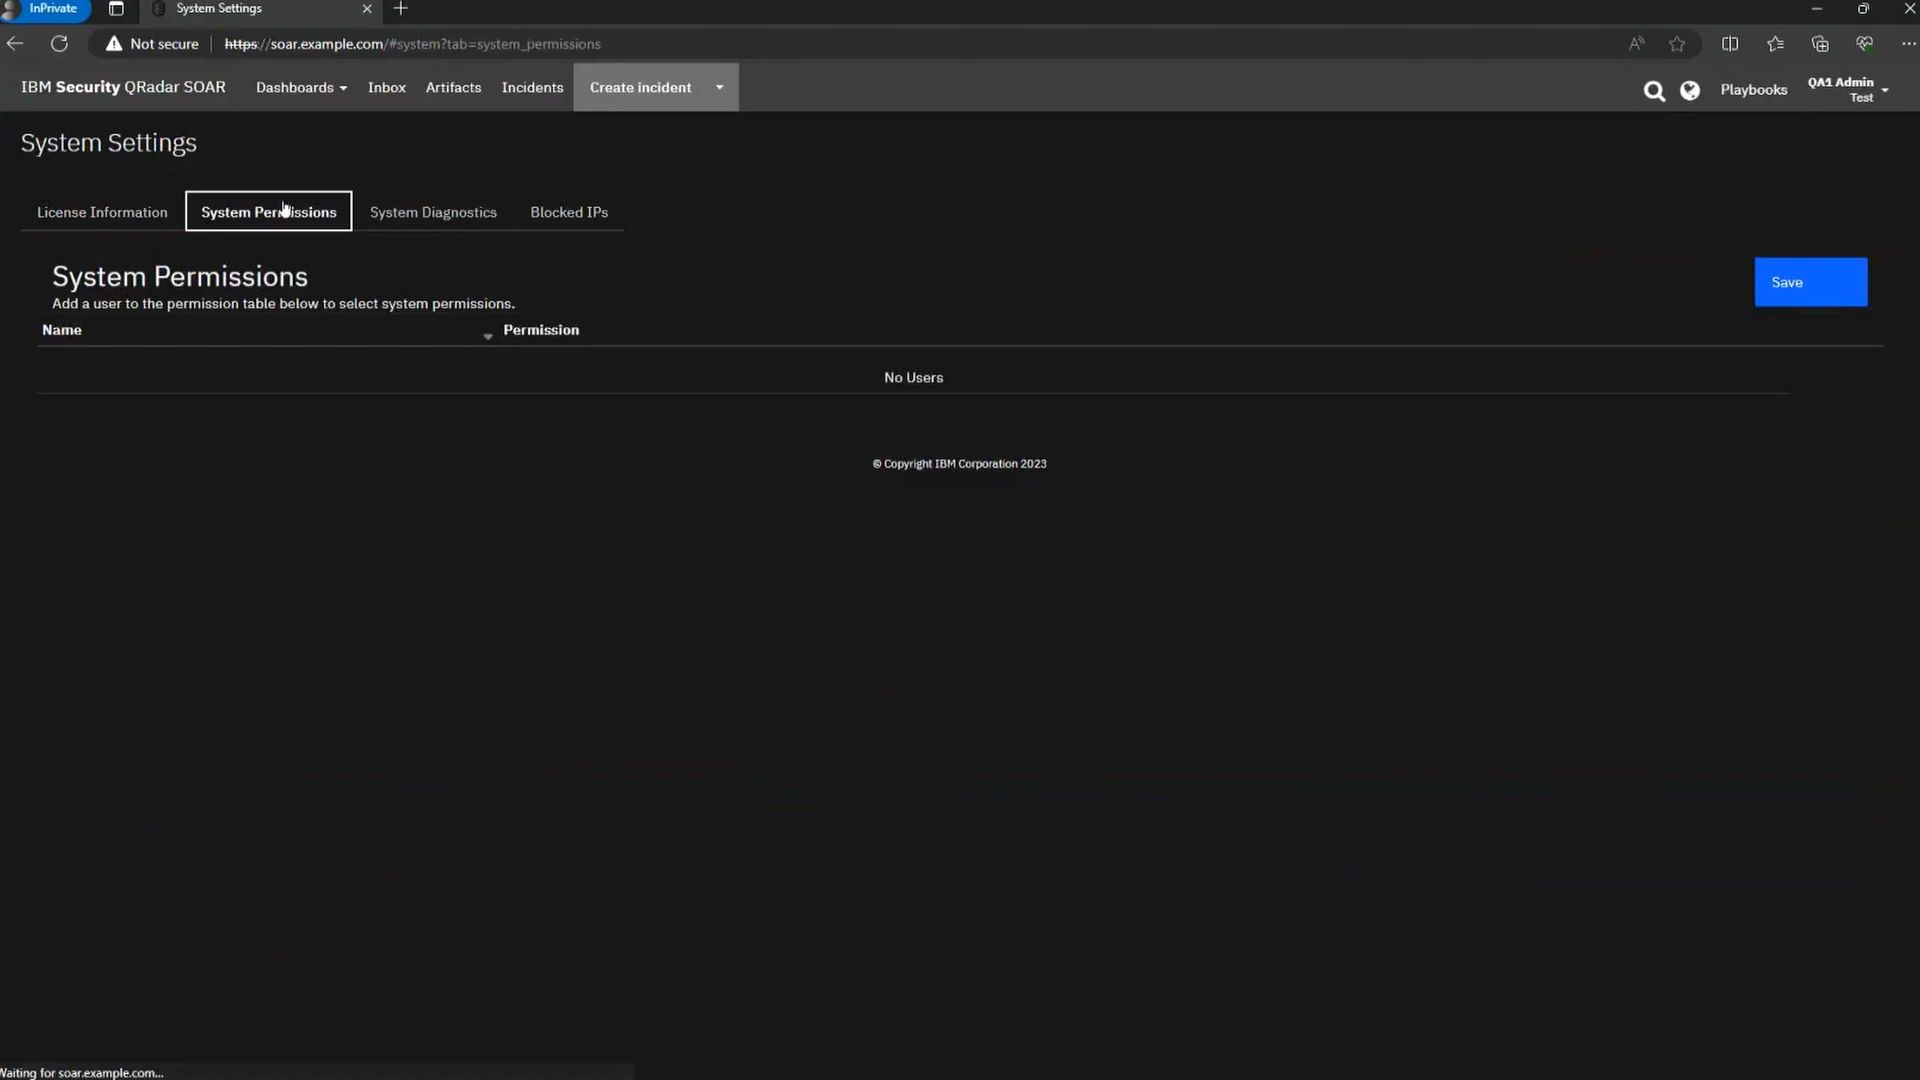 InPrivate
System Settings
Not secure
https://soar.example.com/#system?tab=system_permissions
IBM Security QRadar SOAR
Dashboards
Inbox
Artifacts
Incidents
Create incident
Playbooks
QA1 Admin
Test
System Settings
License Information
System Permissions
System Diagnostics
Blocked IPs
System Permissions
Add a user to the permission table below to select system permissions.
Save
Name
Permission
No Users
© Copyright IBM Corporation 2023
Waiting for soar.example.com...